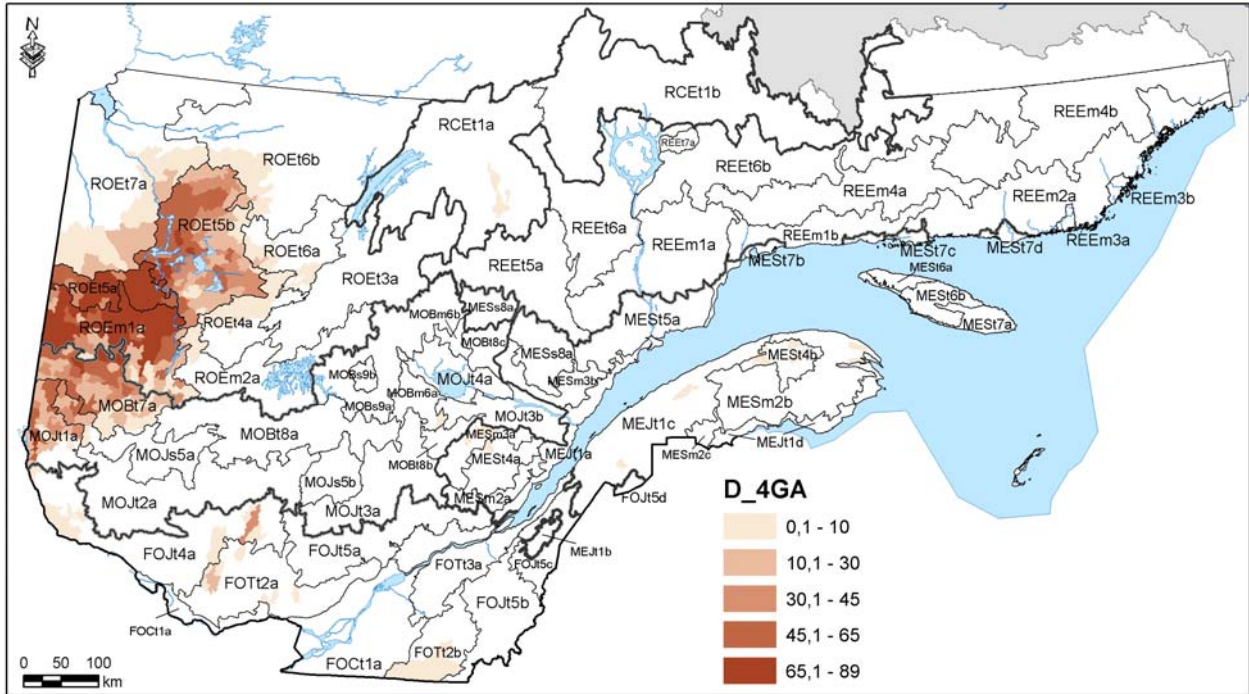 N
RCEt1b
REEm4b
RCEt1a
REEt7a
ROEt6b
REEt6b
ROEt7a
REEm4a
REEm2a
REEm3b
ROEt5b
REEt6a
REEm1a
REEm1b
MESt7c
MESt7d
REEm3a
ROEt6a
MESt7b
MESt6a
REEt5a
ROEt3a
ROEt5a
MESt6b
MESt5a
MESt7a
ROEt4a
MOBm6b
MESs8a
ROEm1a
MOBt8c
MESs8a
MESt4b
ROEm2a
MOBs9b
MOJt4a
MESm3b
MOBm6a
MESm2b
MOBt7a
MOBs9a
MOJt3b
MEJt1c
MOJt1a
MOBt8a
MESm3a
MEJt1d
MOJs5a
MESt4a
MEJt1a
MESm2c
MOBt8b
MOJs5b
MOJt2a
MESm2a
FOJt5d
MOJt3a
MEJt1b
FOJt4a
FOJt5a
FOTt3a
FOJt5c
FOTt2a
FOJt5b
FOCt1a
FOTt2b
FOCt1a
D_4GA
0,1 - 10
10,1 - 30
30,1 - 45
45,1 - 65
65,1 - 89
0 50 100
km